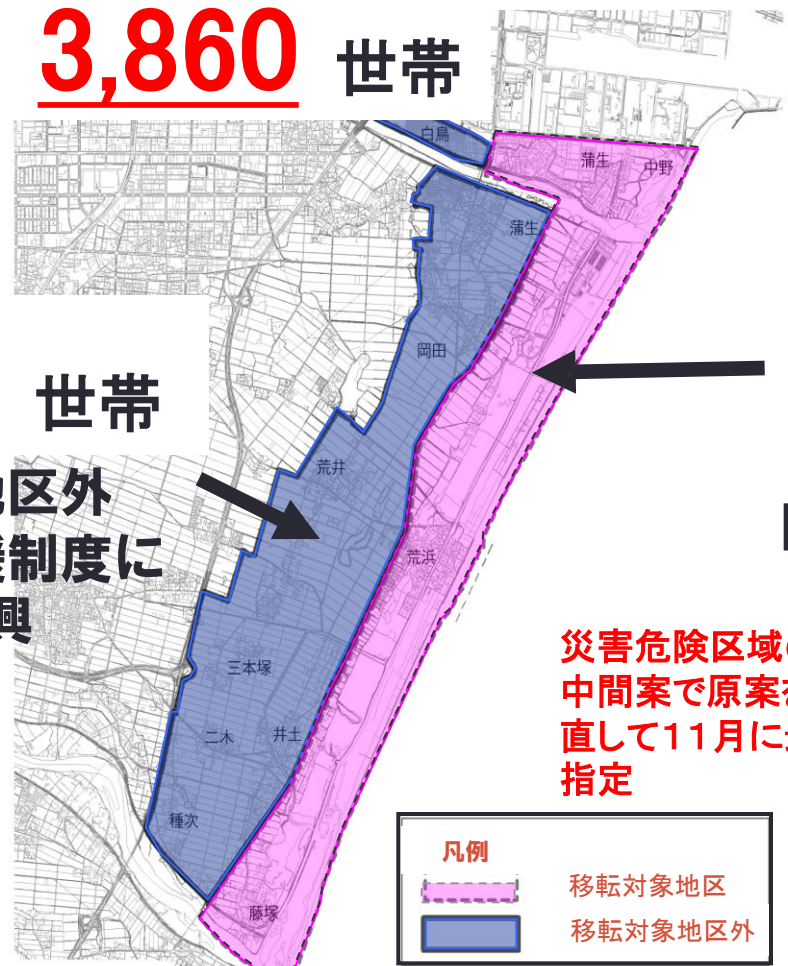 3,860 世帯
白鳥
蒲生
中野
蒲生
岡田
世帯
荒井
区外
制度に
荒浜
三本塚
二木
井土
種次
藤塚
災害危険区域
中間案で原案
直して11月に
指定
凡例
移転対象地区
移転対象地区外